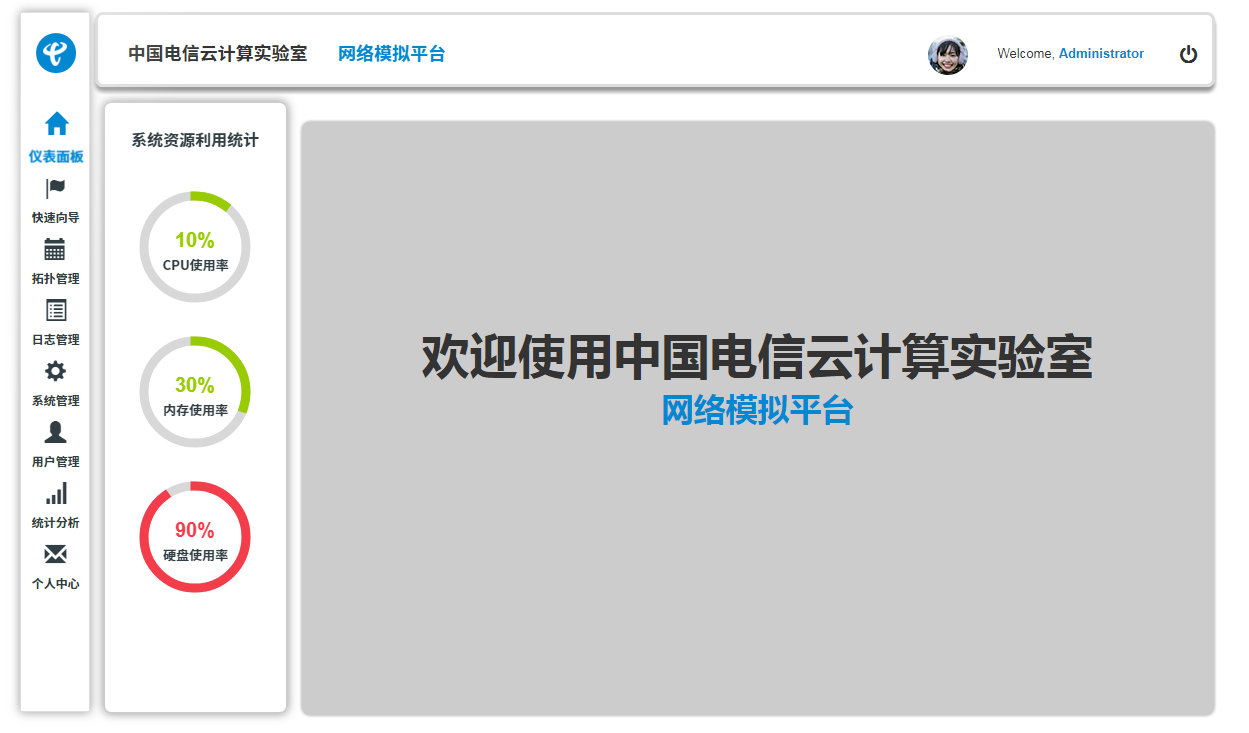 中国电信云计算实验室 网络模拟平台
Welcome, Administrator
仪表面板
快速向导
拓扑管理
日志管理
系统管理
用户管理
统计分析
个人中心
系统资源利用统计
10%
CPU使用率
30%
内存使用率
90%
硬盘使用率
欢迎使用中国电信云计算实验室
网络模拟平台